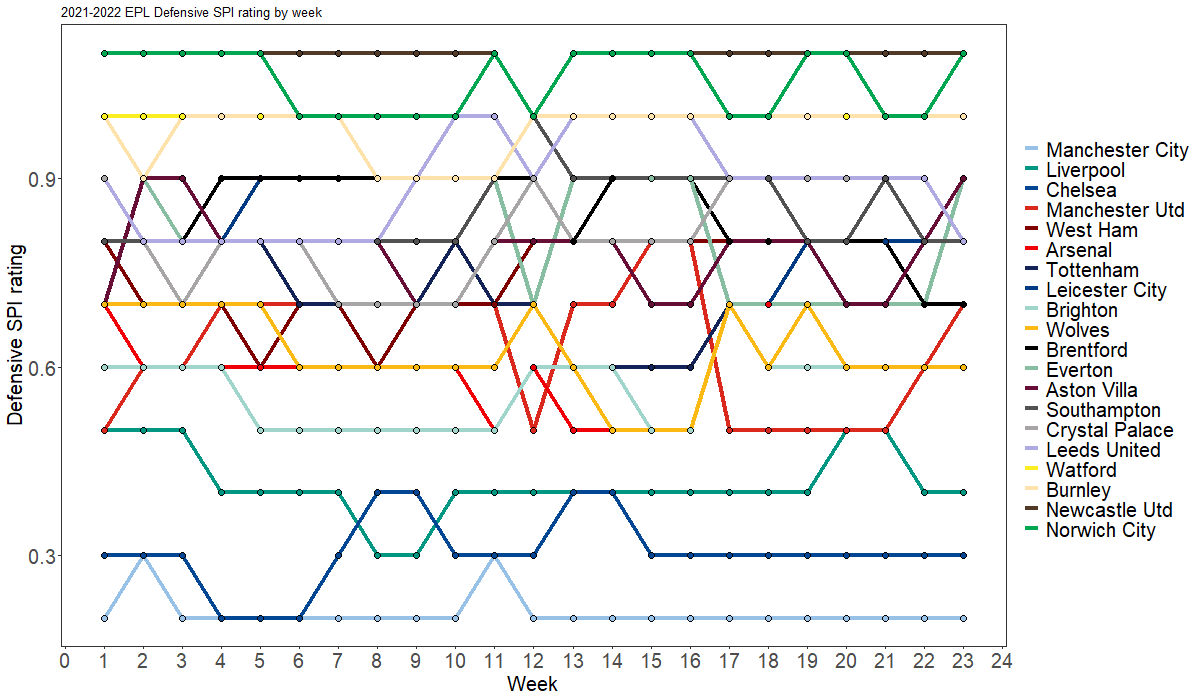 2021-2022 EPL Defensive SPI rating by week
Defensive SPI rating
0.9
0.6
0.3
0 1 2 3 4 5 6 7 8 9 10 11 12 13 14 15 16 17 18 19 20 21 22 23 24
Week
Manchester City
Liverpool
Chelsea
Manchester Utd
West Ham
Arsenal
Tottenham
Leicester City
Brighton
Wolves
Brentford
Everton
Aston Villa
Southampton
Crystal Palace
Leeds United
Watford
Burnley
Newcastle Utd
Norwich City